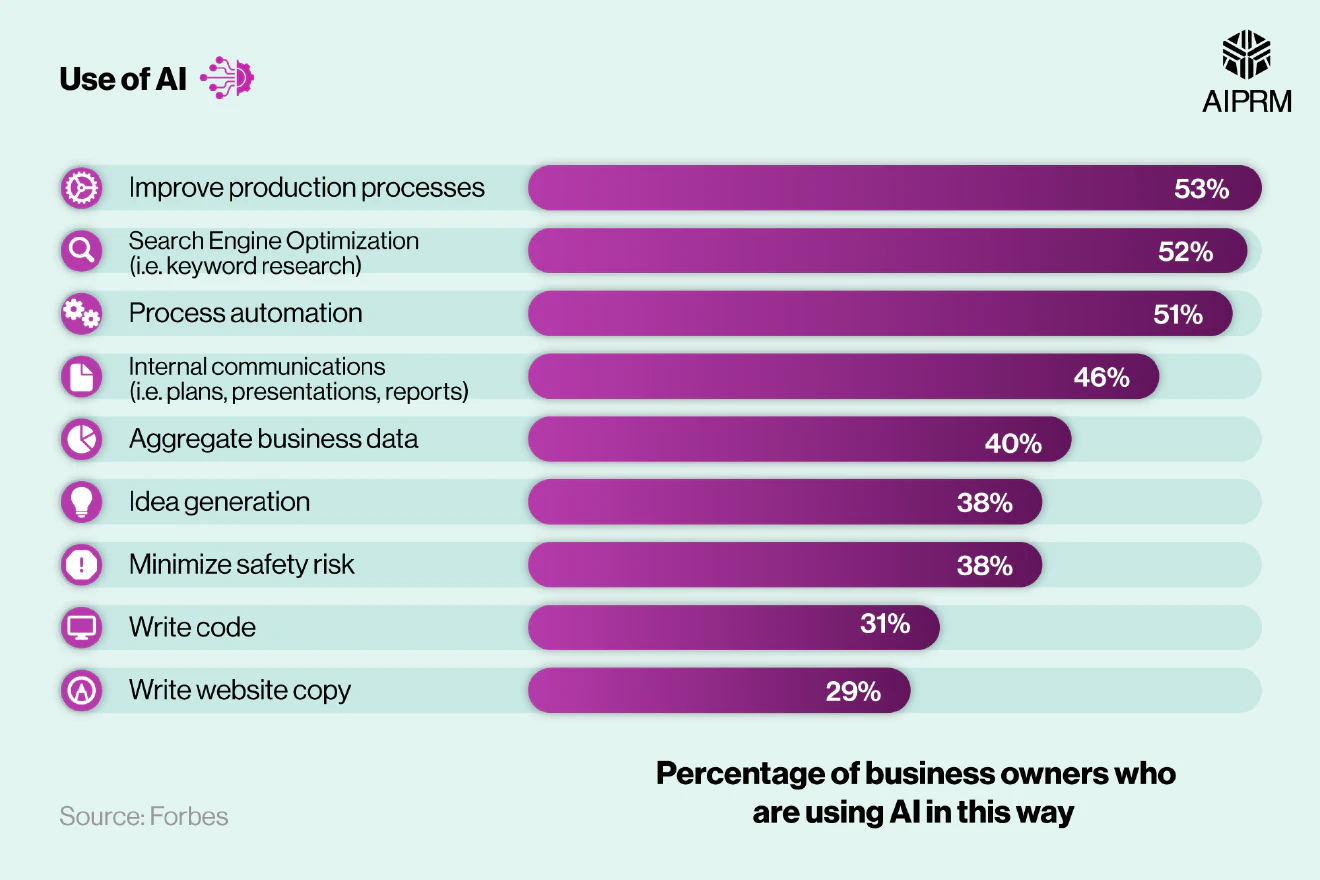 Use of AI
AIPRM
Improve production processes
53%
Search Engine Optimization
(i.e. keyword research)
52%
Process automation
51%
Internal communications
(i.e. plans, presentations, reports)
46%
Aggregate business data
40%
Idea generation
38%
Minimize safety risk
38%
Write code
31%
Write website copy
29%
Percentage of business owners who
are using AI in this way
Source: Forbes